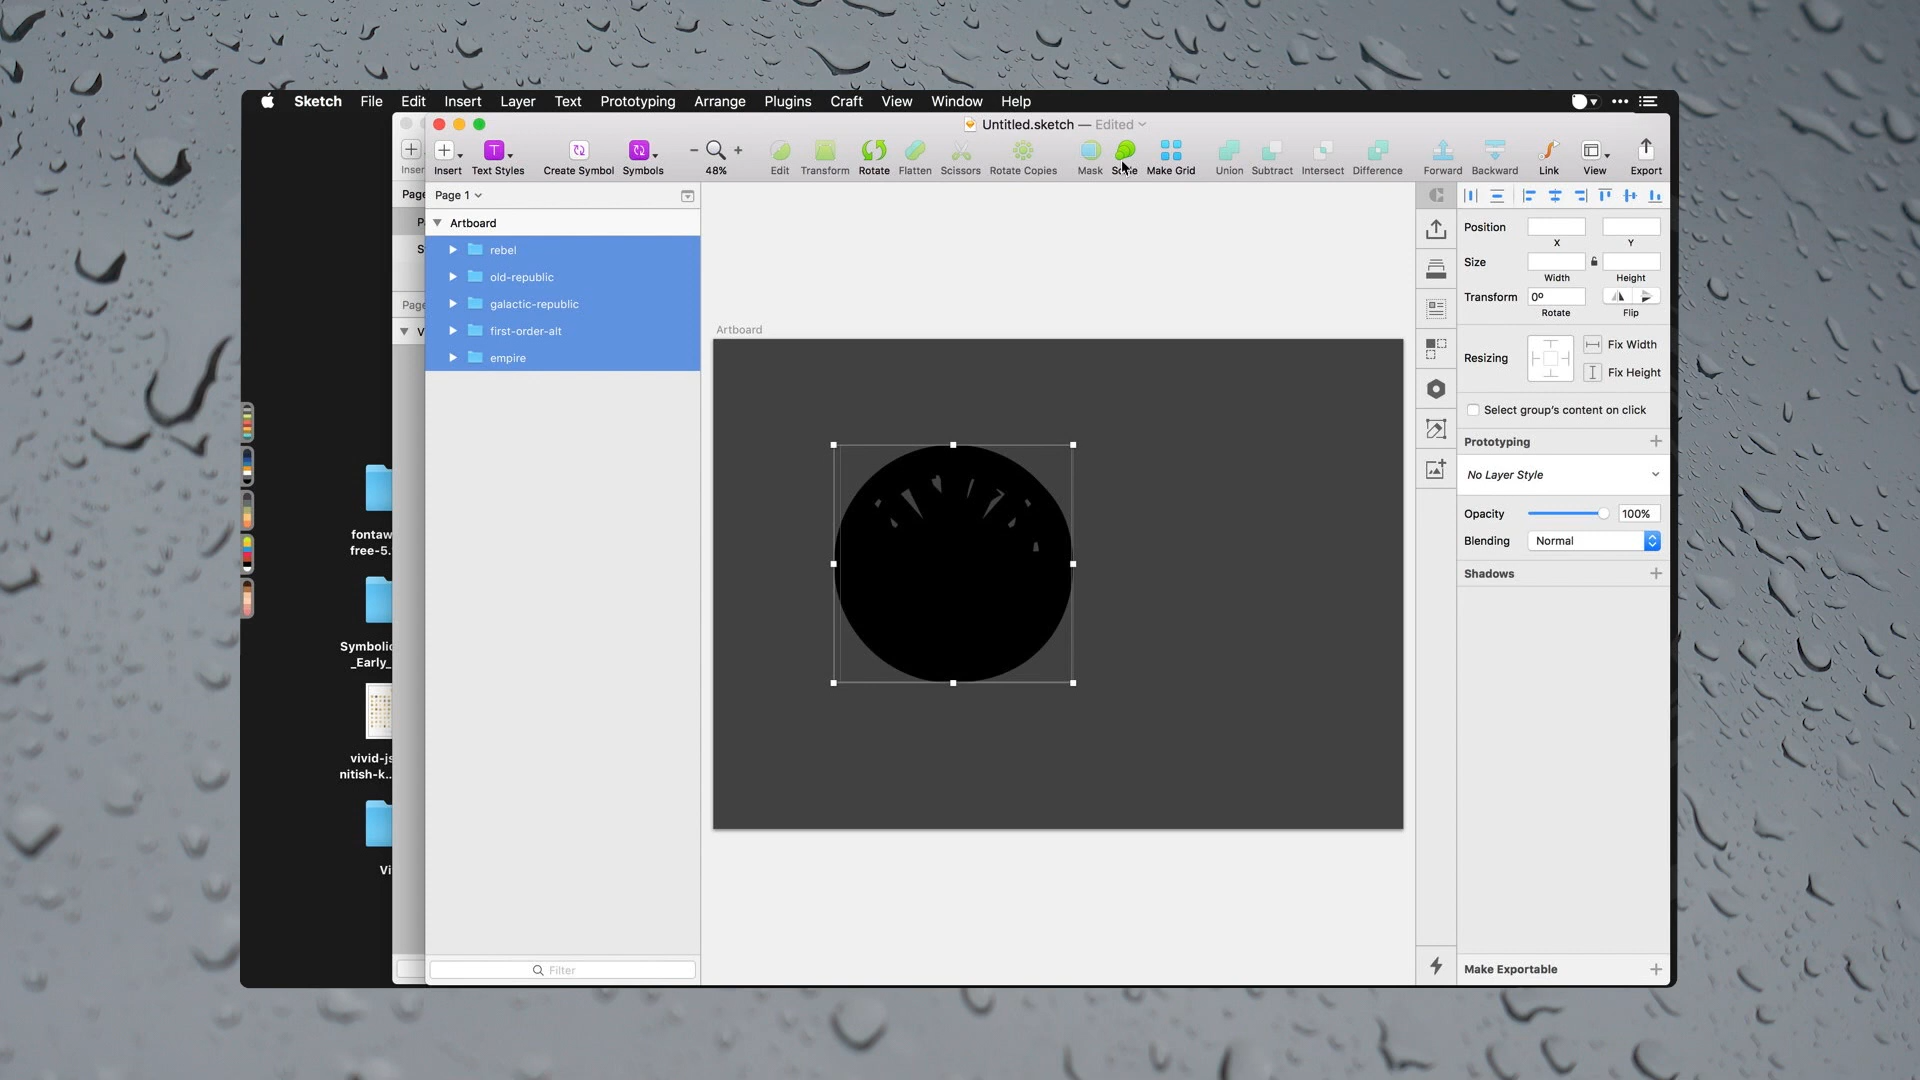 Sketch File Edit Insert Layer Text Prototyping Arrange Plugins Craft View Window Help
Untitled.sketch — Edited
Insert Text Styles Create Symbol Symbols 48% Edit Transform Rotate Flatten Scissors Rotate Copies Mask Make Grid Union Subtract Intersect Difference Forward Backward Link View Export
Page 1
Artboard
rebel
old-republic
galactic-republic
first-order-alt
empire
Filter
fontaw
free-5.
Symbolic
_Early_
vivid-js
nitish-k...
Vi
Artboard
Position
X Y
Size
Width Height
Transform 0º
Rotate Flip
Resizing Fix Width
Fix Height
Select group's content on click
Prototyping
No Layer Style
Opacity 100%
Blending Normal
Shadows
Make Exportable